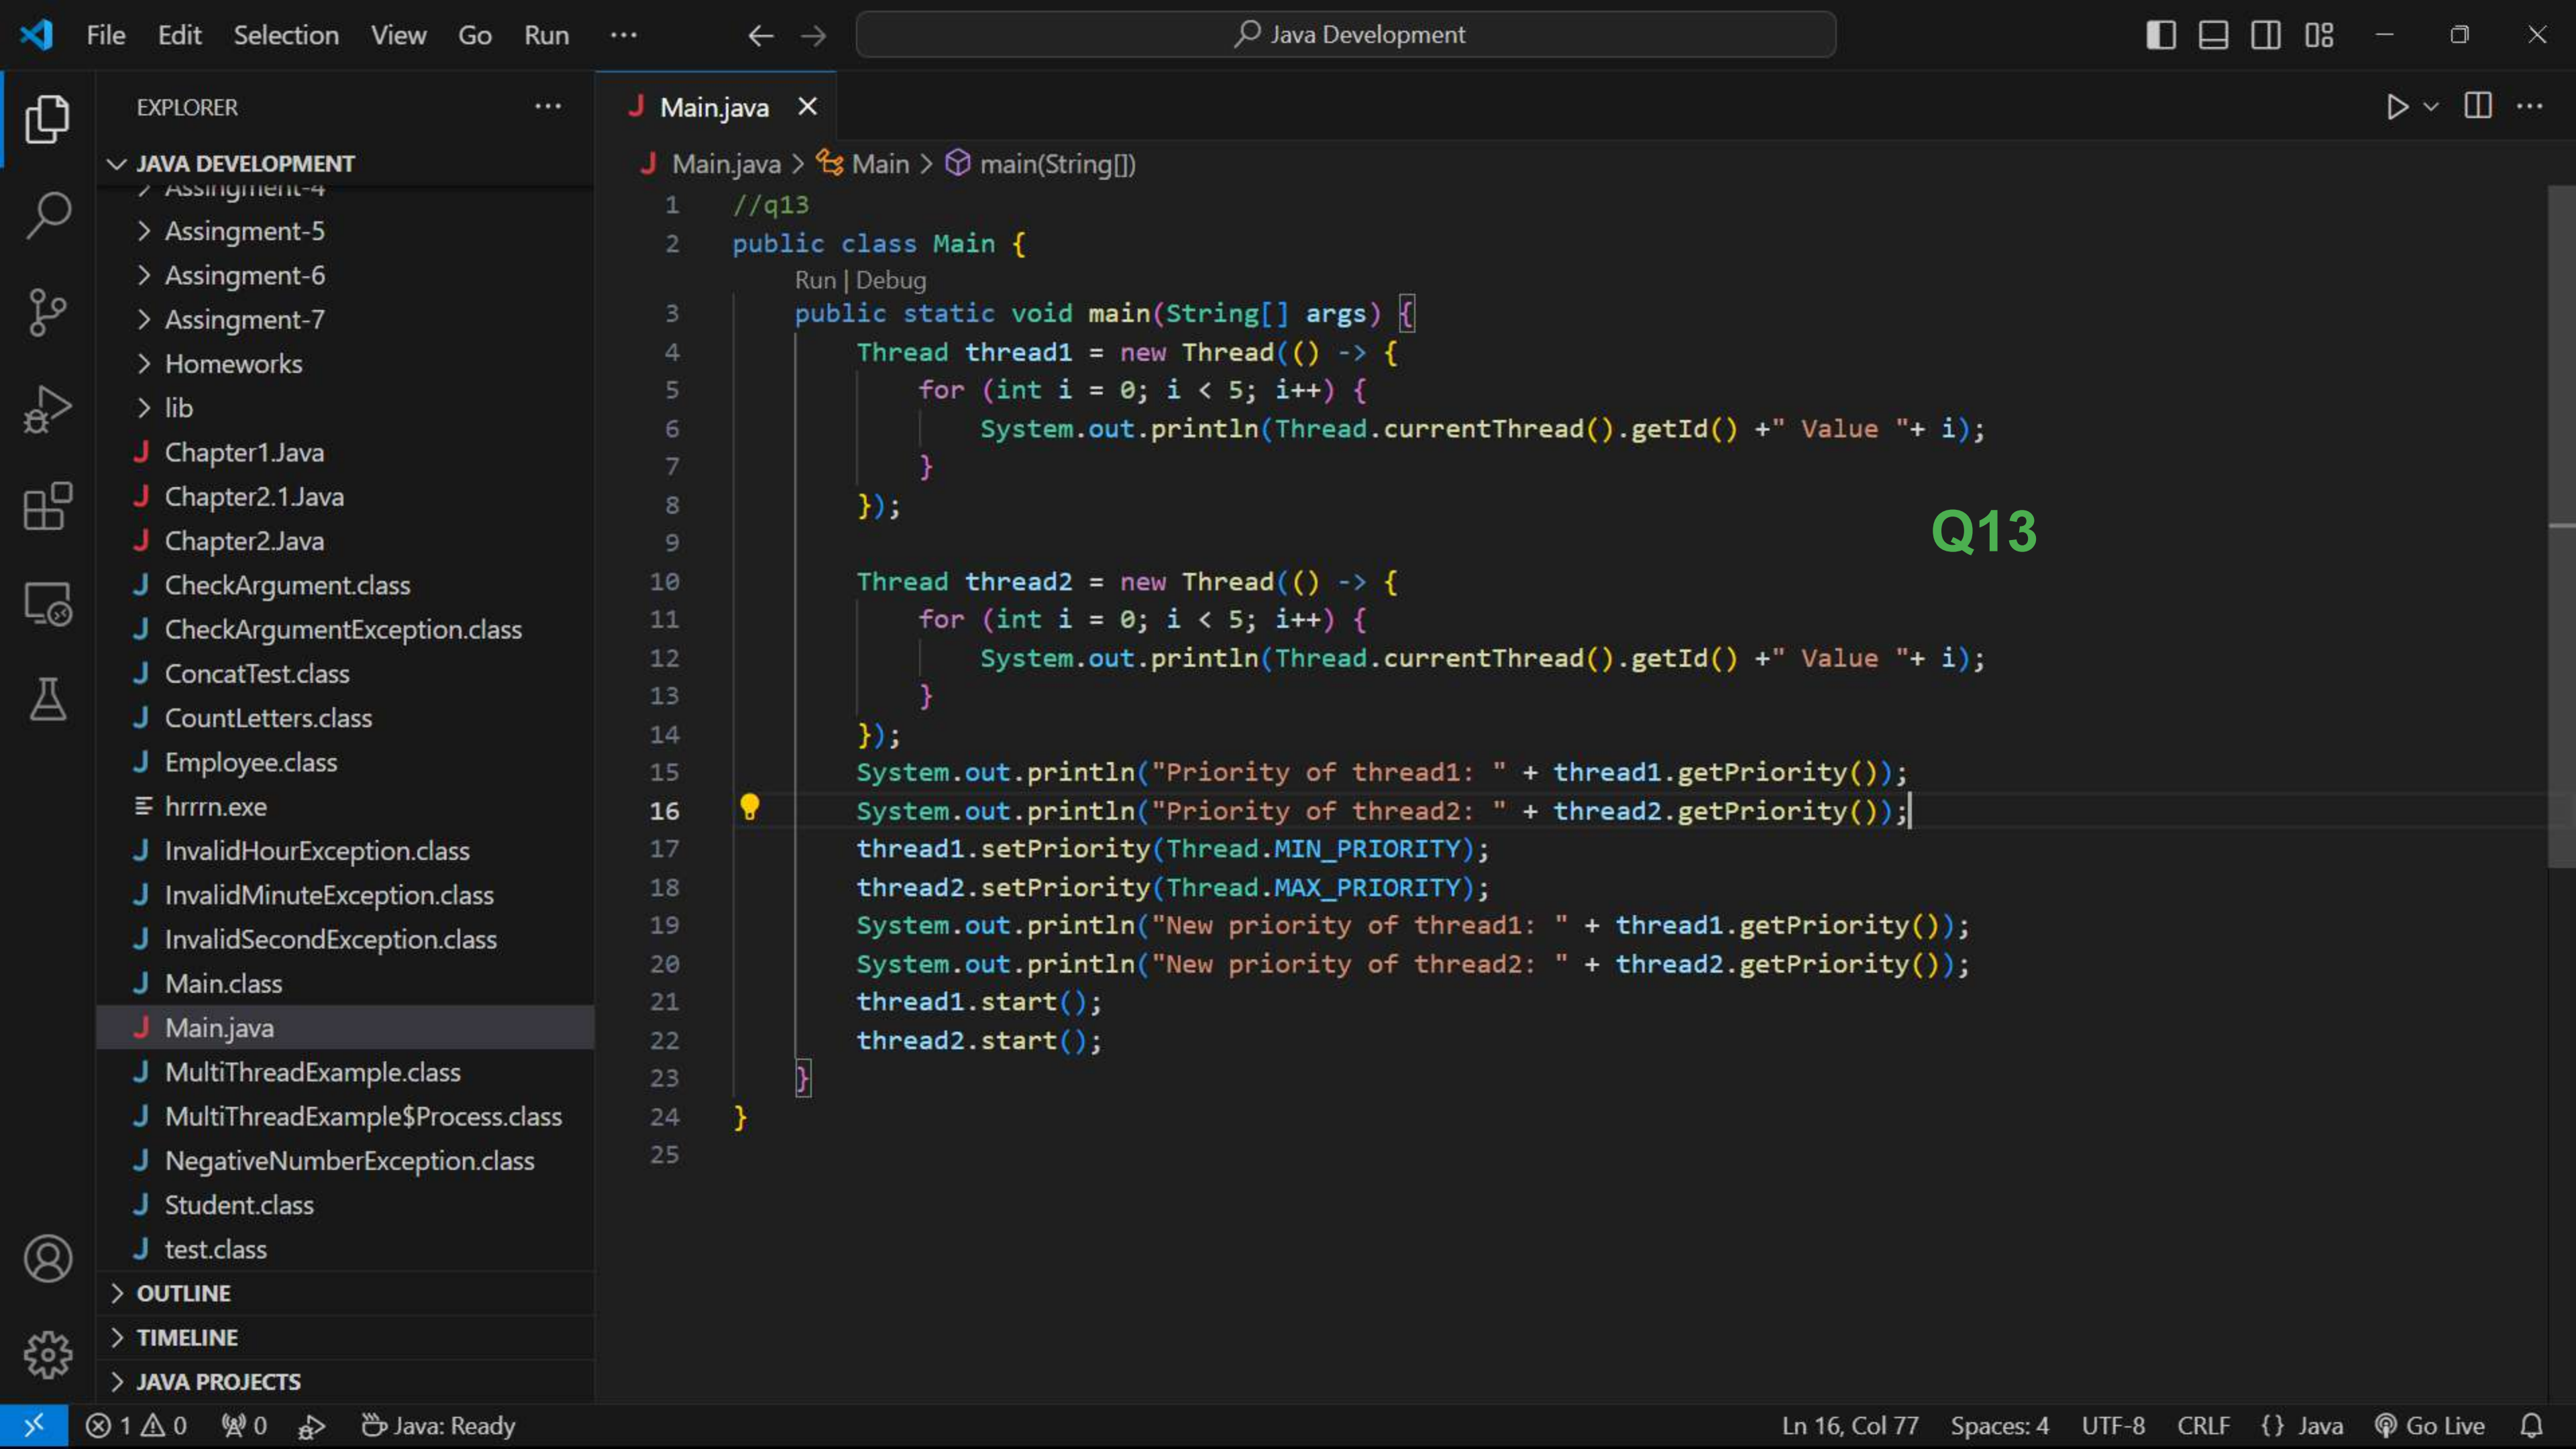 File Edit Selection View Go Run ···
Java Development
EXPLORER ···
JAVA DEVELOPMENT
Assingment-4
Assingment-5
Assingment-6
Assingment-7
Homeworks
lib
Chapter1.Java
Chapter2.1.Java
Chapter2.Java
CheckArgument.class
CheckArgumentException.class
ConcatTest.class
CountLetters.class
Employee.class
hrrrn.exe
InvalidHourException.class
InvalidMinuteException.class
InvalidSecondException.class
Main.class
Main.java
MultiThreadExample.class
MultiThreadExample$Process.class
NegativeNumberException.class
Student.class
test.class
OUTLINE
TIMELINE
JAVA PROJECTS
Main.java
Main.java > Main > main(String[])
1 //q13
2 public class Main {
Run | Debug
3 public static void main(String[] args) {
4 Thread thread1 = new Thread(() -> {
5 for (int i = 0; i < 5; i++) {
6 System.out.println(Thread.currentThread().getId() +" Value "+ i);
7 }
8 });
9
10 Thread thread2 = new Thread(() -> {
11 for (int i = 0; i < 5; i++) {
12 System.out.println(Thread.currentThread().getId() +" Value "+ i);
13 }
14 });
15 System.out.println("Priority of thread1: " + thread1.getPriority());
16 System.out.println("Priority of thread2: " + thread2.getPriority());
17 thread1.setPriority(Thread.MIN_PRIORITY);
18 thread2.setPriority(Thread.MAX_PRIORITY);
19 System.out.println("New priority of thread1: " + thread1.getPriority());
20 System.out.println("New priority of thread2: " + thread2.getPriority());
21 thread1.start();
22 thread2.start();
23 }
24 }
25
Q13
1 0 0 Java: Ready
Ln 16, Col 77 Spaces: 4 UTF-8 CRLF {} Java Go Live